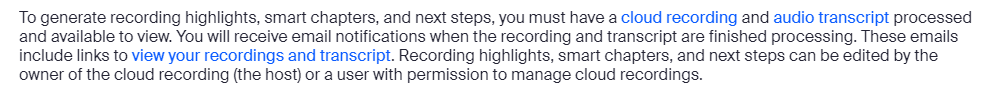 To generate recording highlights, smart chapters, and next steps, you must have a cloud recording and audio transcript processed
and available to view. You will receive email notifications when the recording and transcript are finished processing. These emails
include links to view your recordings and transcript. Recording highlights, smart chapters, and next steps can be edited by the
owner of the cloud recording (the host) or a user with permission to manage cloud recordings.